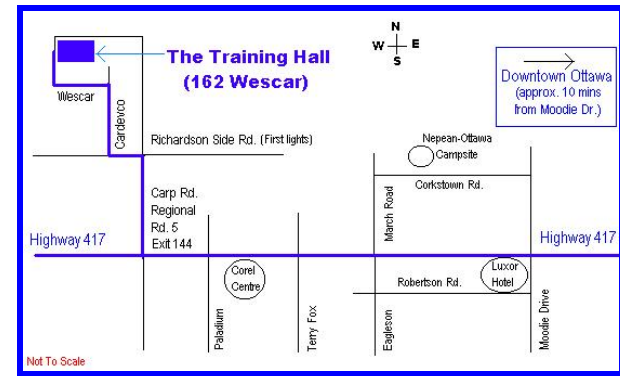 N
W E
S
The Training Hall
(162 Wescar)
Downtown Ottawa
(approx. 10 mins
from Moodie Dr.)
Wescar
Cardevco
Richardson Side Rd. (First lights)
Nepean-Ottawa
Campsite
Corkstown Rd.
March Road
Carp Rd.
Regional
Rd. 5
Exit 144
Highway 417
Highway 417
Corel
Centre
Robertson Rd.
Luxor
Hotel
Paladium
Terry Fox
Eagleson
Moodie Drive
Not To Scale